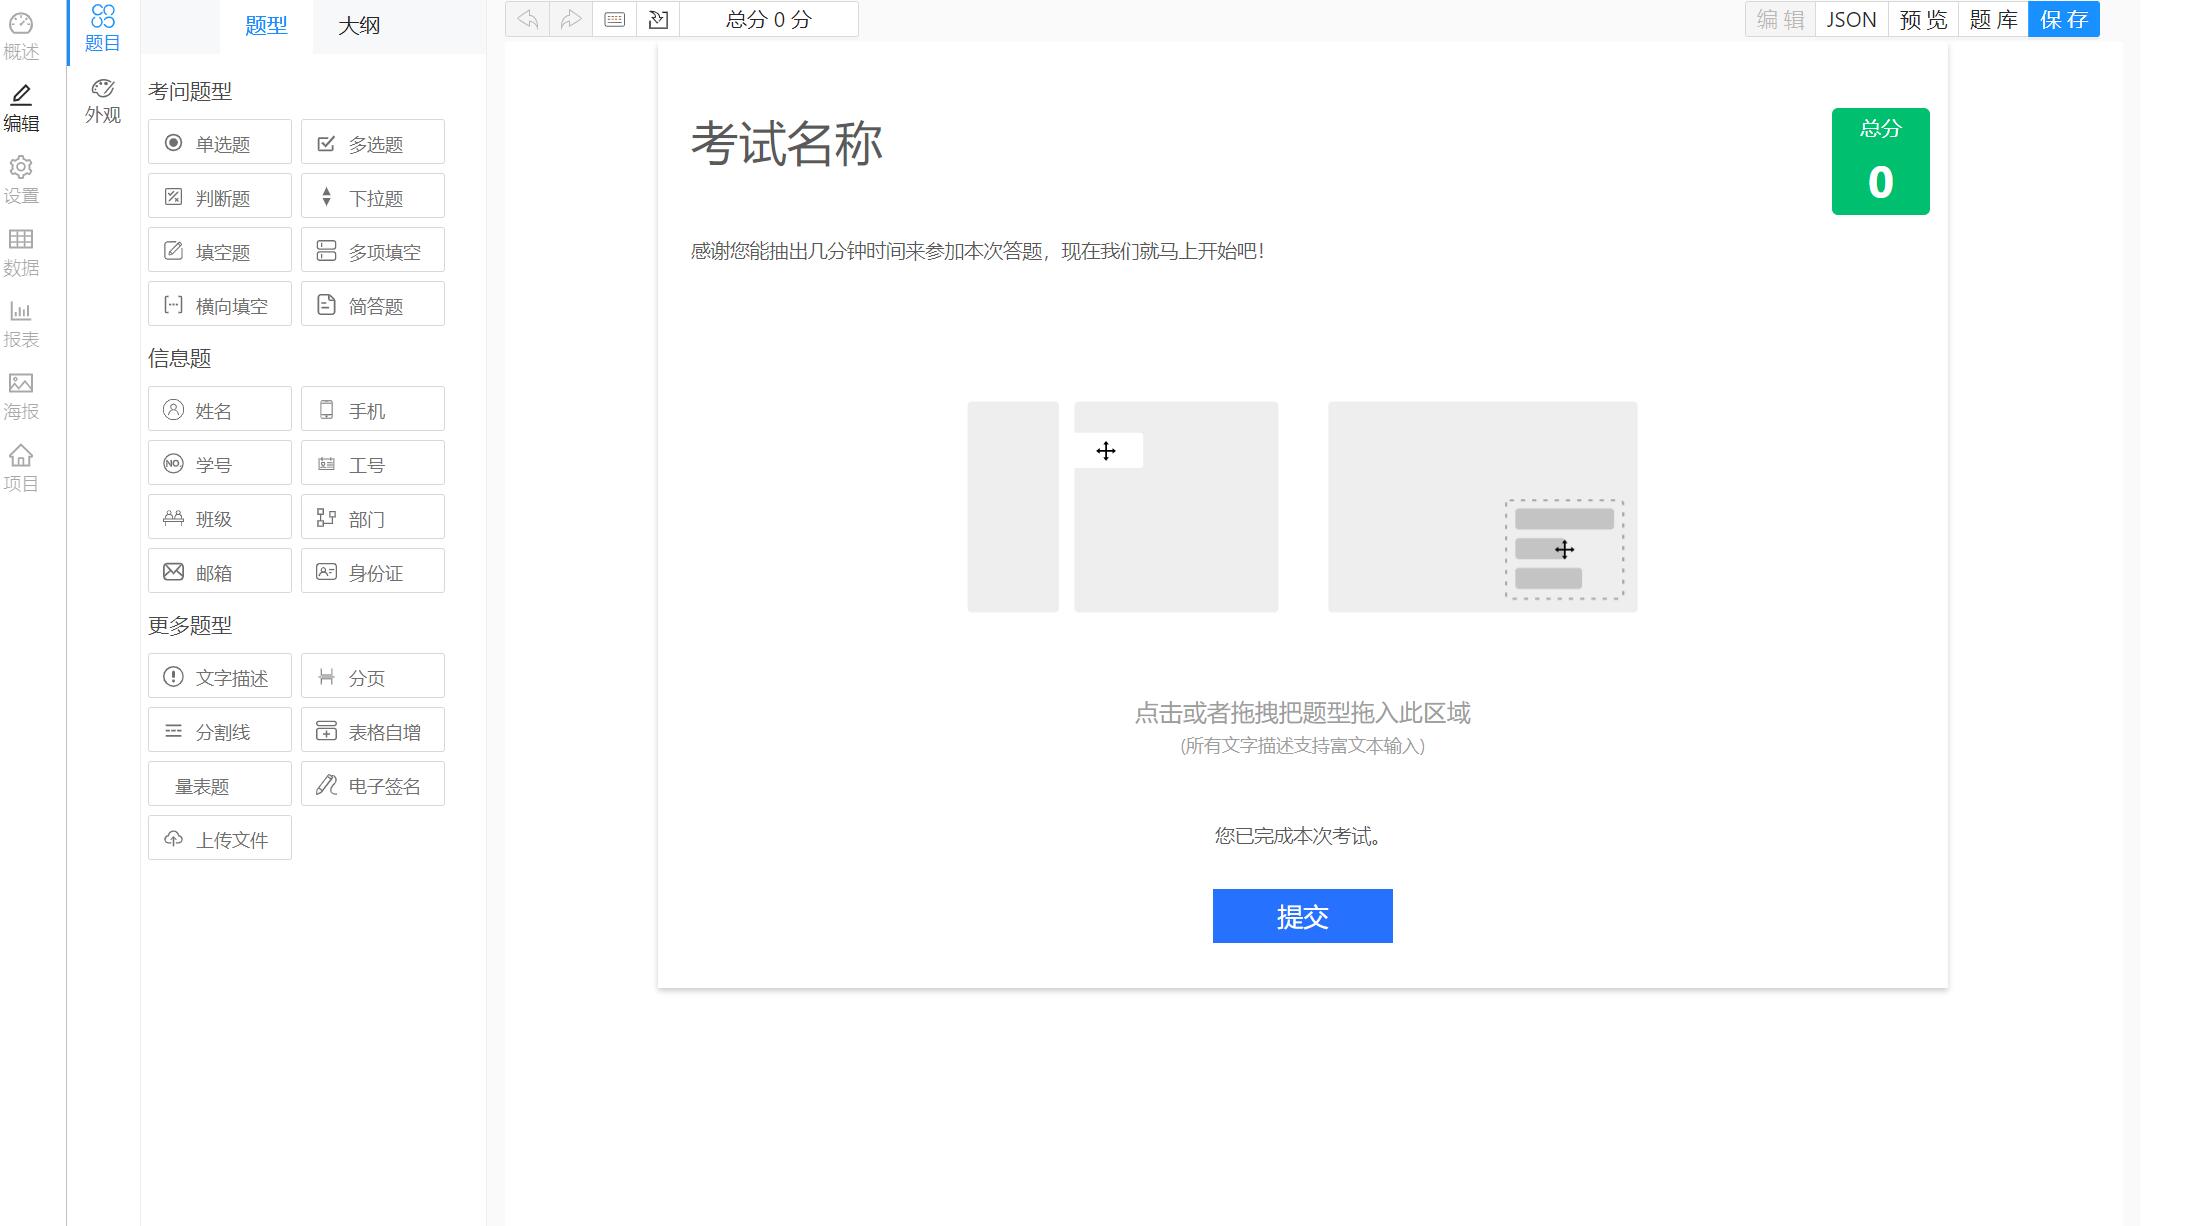 概述
编辑
设置
数据
报表
海报
项目
题目
外观
题型 大纲
考问题型
单选题 多选题
判断题 下拉题
填空题 多项填空
横向填空 简答题
信息题
姓名 手机
NO. 学号 工号
班级 部门
邮箱 身份证
更多题型
文字描述 分页
分割线 表格自增
量表题 电子签名
上传文件
总分 0 分
编 辑 JSON 预 览 题 库 保 存
考试名称
总分
0
感谢您能抽出几分钟时间来参加本次答题，现在我们就马上开始吧！
点击或者拖拽把题型拖入此区域
(所有文字描述支持富文本输入)
您已完成本次考试。
提交